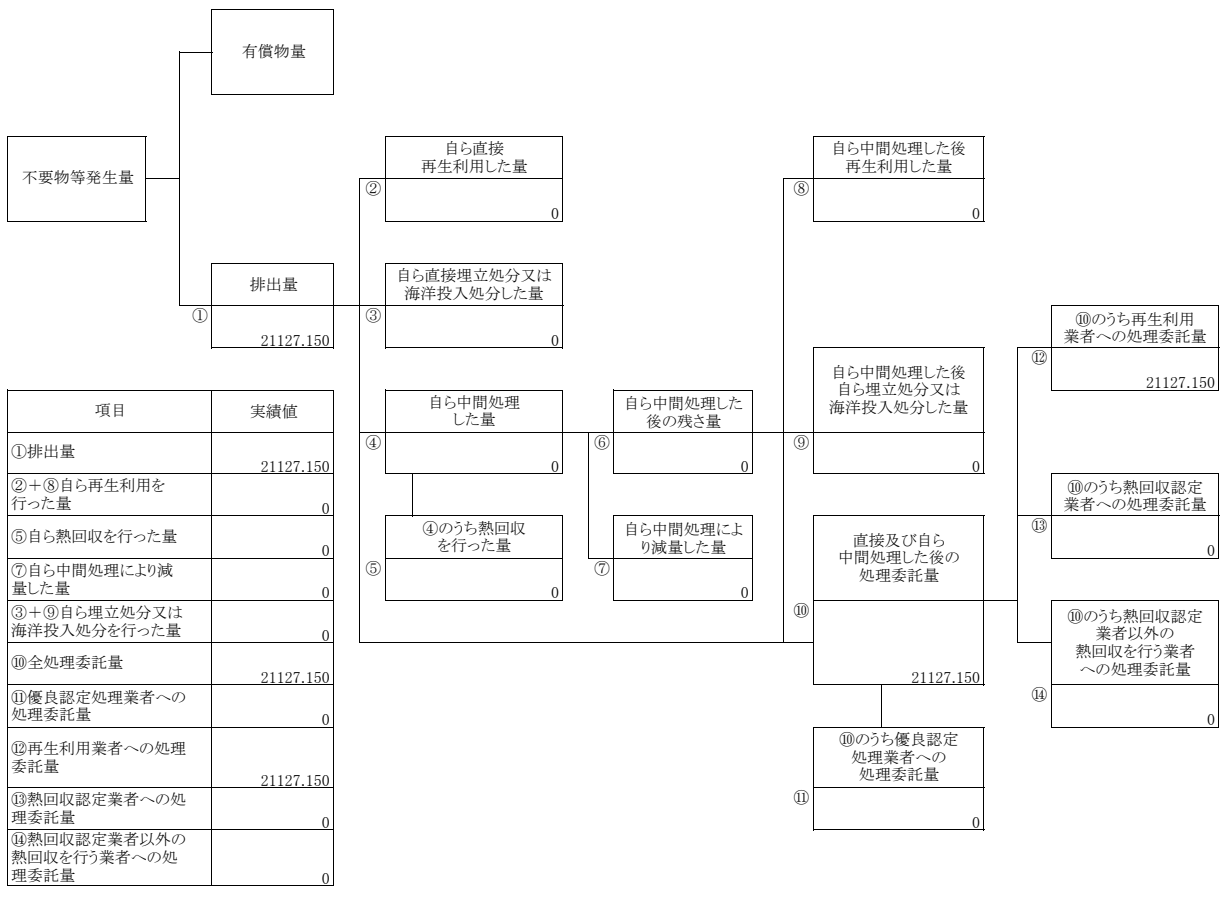 有償物量
不要物等発生量
自ら直接
再生利用した量
②
0
自ら中間処理した後
再生利用した量
⑧
0
排出量
①
21127.150
自ら直接埋立処分又は
海洋投入処分した量
③
0
⑩のうち再生利用
業者への処理委託量
⑫
21127.150
自ら中間処理
した量
④
0
自ら中間処理した
後の残さ量
⑥
0
自ら中間処理した後
自ら埋立処分又は
海洋投入処分した量
⑨
0
⑩のうち熱回収認定
業者への処理委託量
⑬
0
④のうち熱回収
を行った量
⑤
0
自ら中間処理によ
り減量した量
⑦
0
直接及び自ら
中間処理した後の
処理委託量
⑩
21127.150
⑩のうち熱回収認定
業者以外の
熱回収を行う業者
への処理委託量
⑭
0
⑩のうち優良認定
処理業者への
処理委託量
⑪
0
項目 実績値
①排出量
21127.150
②＋⑧自ら再生利用を
行った量
0
⑤自ら熱回収を行った量
0
⑦自ら中間処理により減
量した量
0
③＋⑨自ら埋立処分又は
海洋投入処分を行った量
0
⑩全処理委託量
21127.150
⑪優良認定処理業者への
処理委託量
0
⑫再生利用業者への処理
委託量
21127.150
⑬熱回収認定業者への処
理委託量
0
⑭熱回収認定業者以外の
熱回収を行う業者への処
理委託量
0